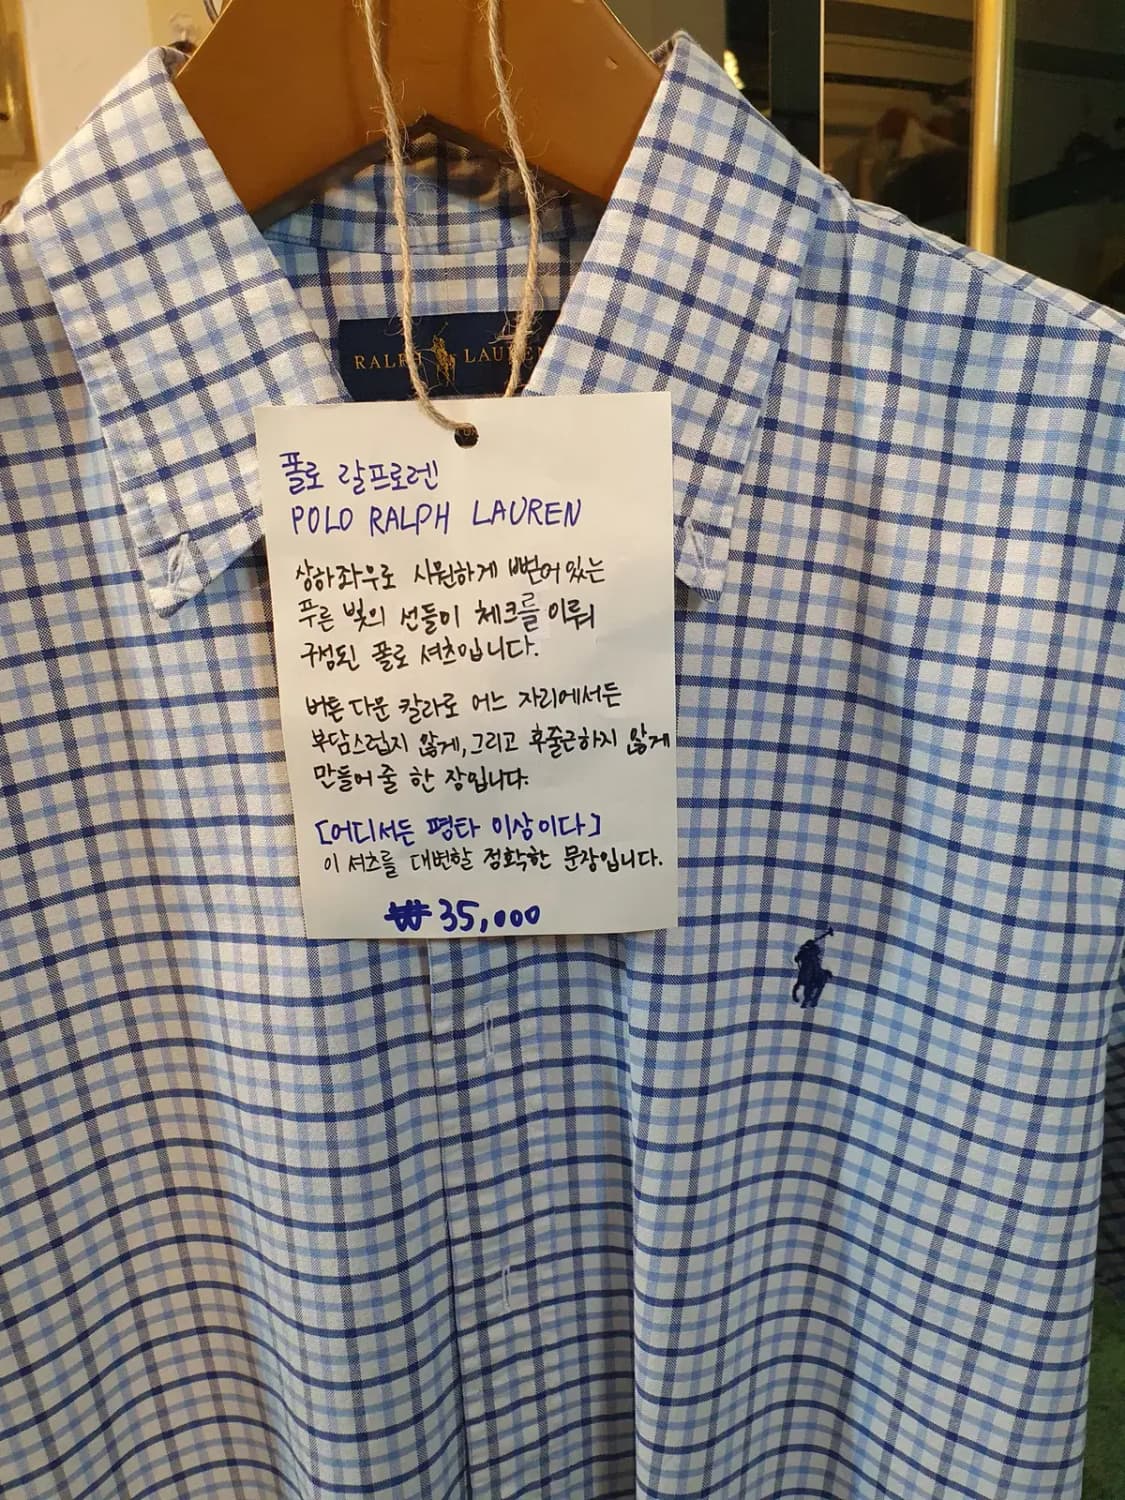 RALPH LAUREN
폴로 랄프로렌
POLO RALPH LAUREN
상하좌우로 시원하게 뻗어있는
푸른 빛의 선들이 체크를 이뤄
구성된 폴로 셔츠입니다.
버튼 다운 칼라로 어느 자리에서든
부담스럽지 않게, 그리고 후줄근하지 않게
만들어 줄 한 장입니다.
[어디서든 평타 이상이다]
이 셔츠를 대변할 정확한 문장입니다.
₩35,000